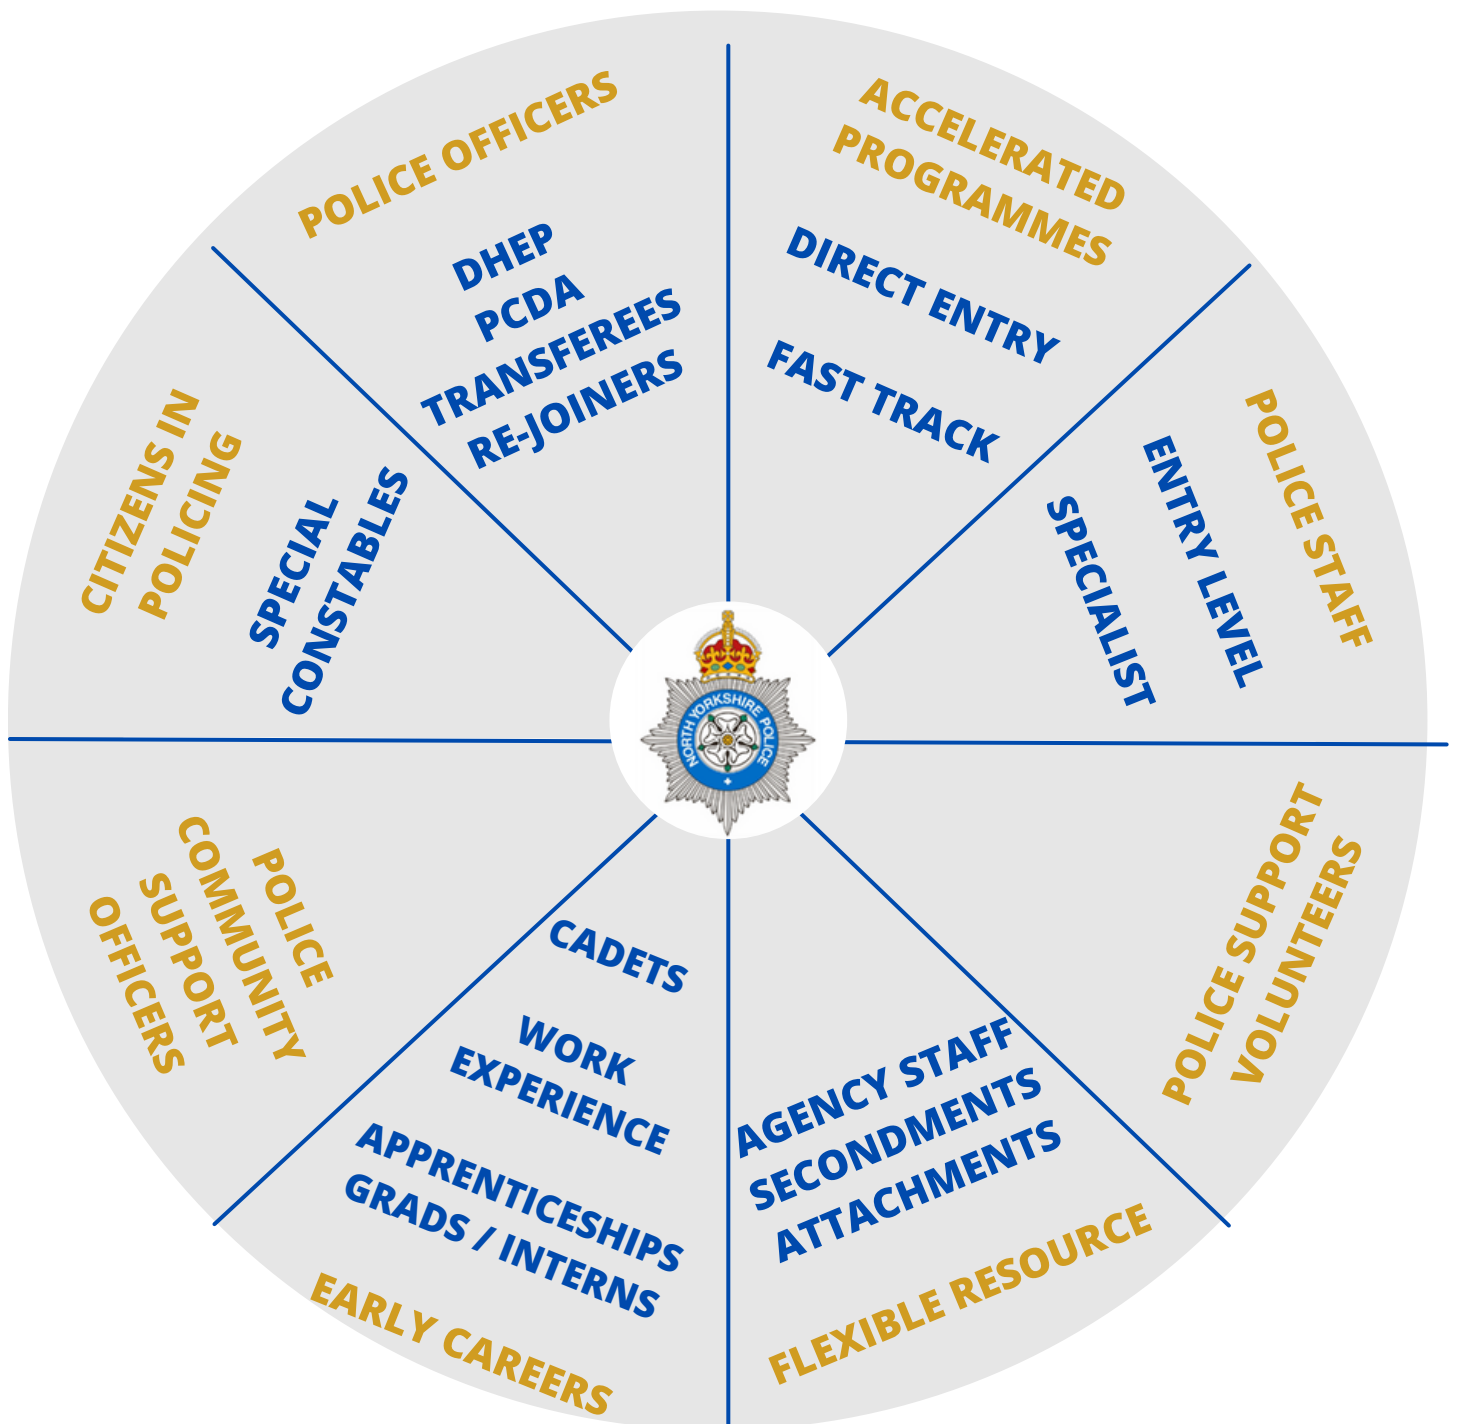 POLICE OFFICERS
DHEP
PCDA
TRANSFEREES
RE-JOINERS
ACCELERATED
PROGRAMMES
DIRECT ENTRY
FAST TRACK
POLICE STAFF
ENTRY LEVEL
SPECIALIST
POLICE SUPPORT
VOLUNTEERS
AGENCY STAFF
SECONDMENTS
ATTACHMENTS
FLEXIBLE RESOURCE
CADETS
WORK
EXPERIENCE
APPRENTICESHIPS
GRADS / INTERNS
EARLY CAREERS
POLICE
COMMUNITY
SUPPORT
OFFICERS
CITIZENS IN
POLICING
SPECIAL
CONSTABLES
NORTH YORKSHIRE POLICE